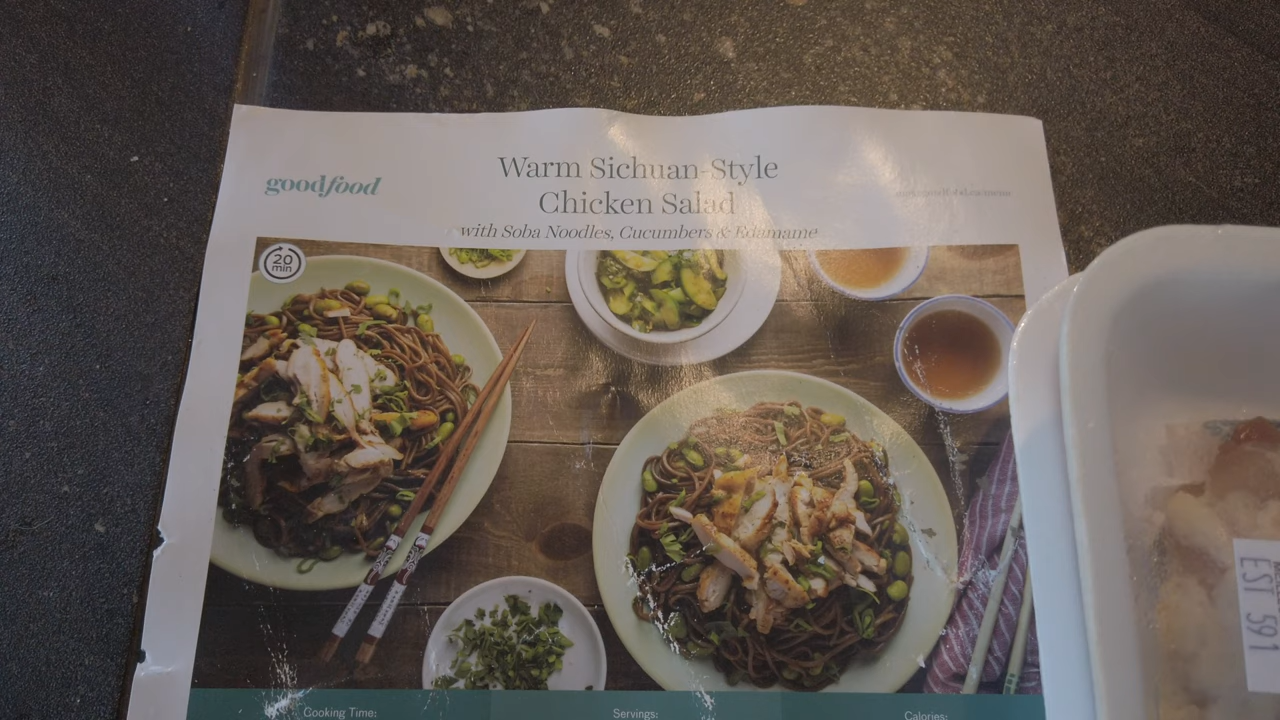 goodfood
Warm Sichuan-Style
Chicken Salad
with Soba Noodles, Cucumbers & Edamame
20
min
Cooking Time:
Servings:
Calories:
EST 591